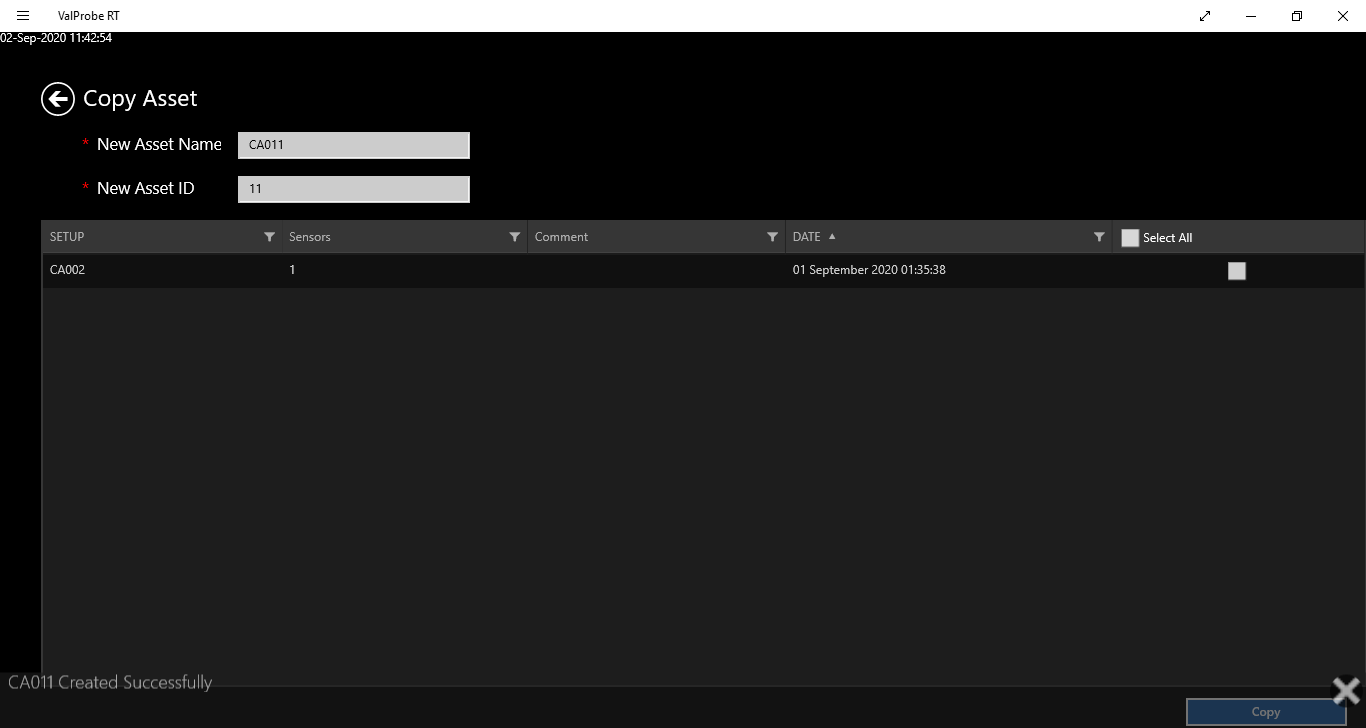 ValProbe RT
02-Sep-2020 11:42:54
Copy Asset
* New Asset Name CA011
* New Asset ID 11
SETUP Sensors Comment DATE Select All
CA002 1 01 September 2020 01:35:38
CA011 Created Successfully
Copy